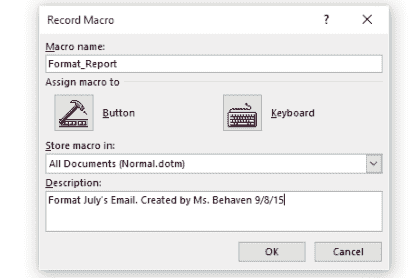 Record Macro
Macro name:
Format_Report
Assign macro to
Button
Keyboard
Store macro in:
All Documents (Normal.dotm)
Description:
Format July's Email. Created by Ms. Behaven 9/8/15
OK
Cancel